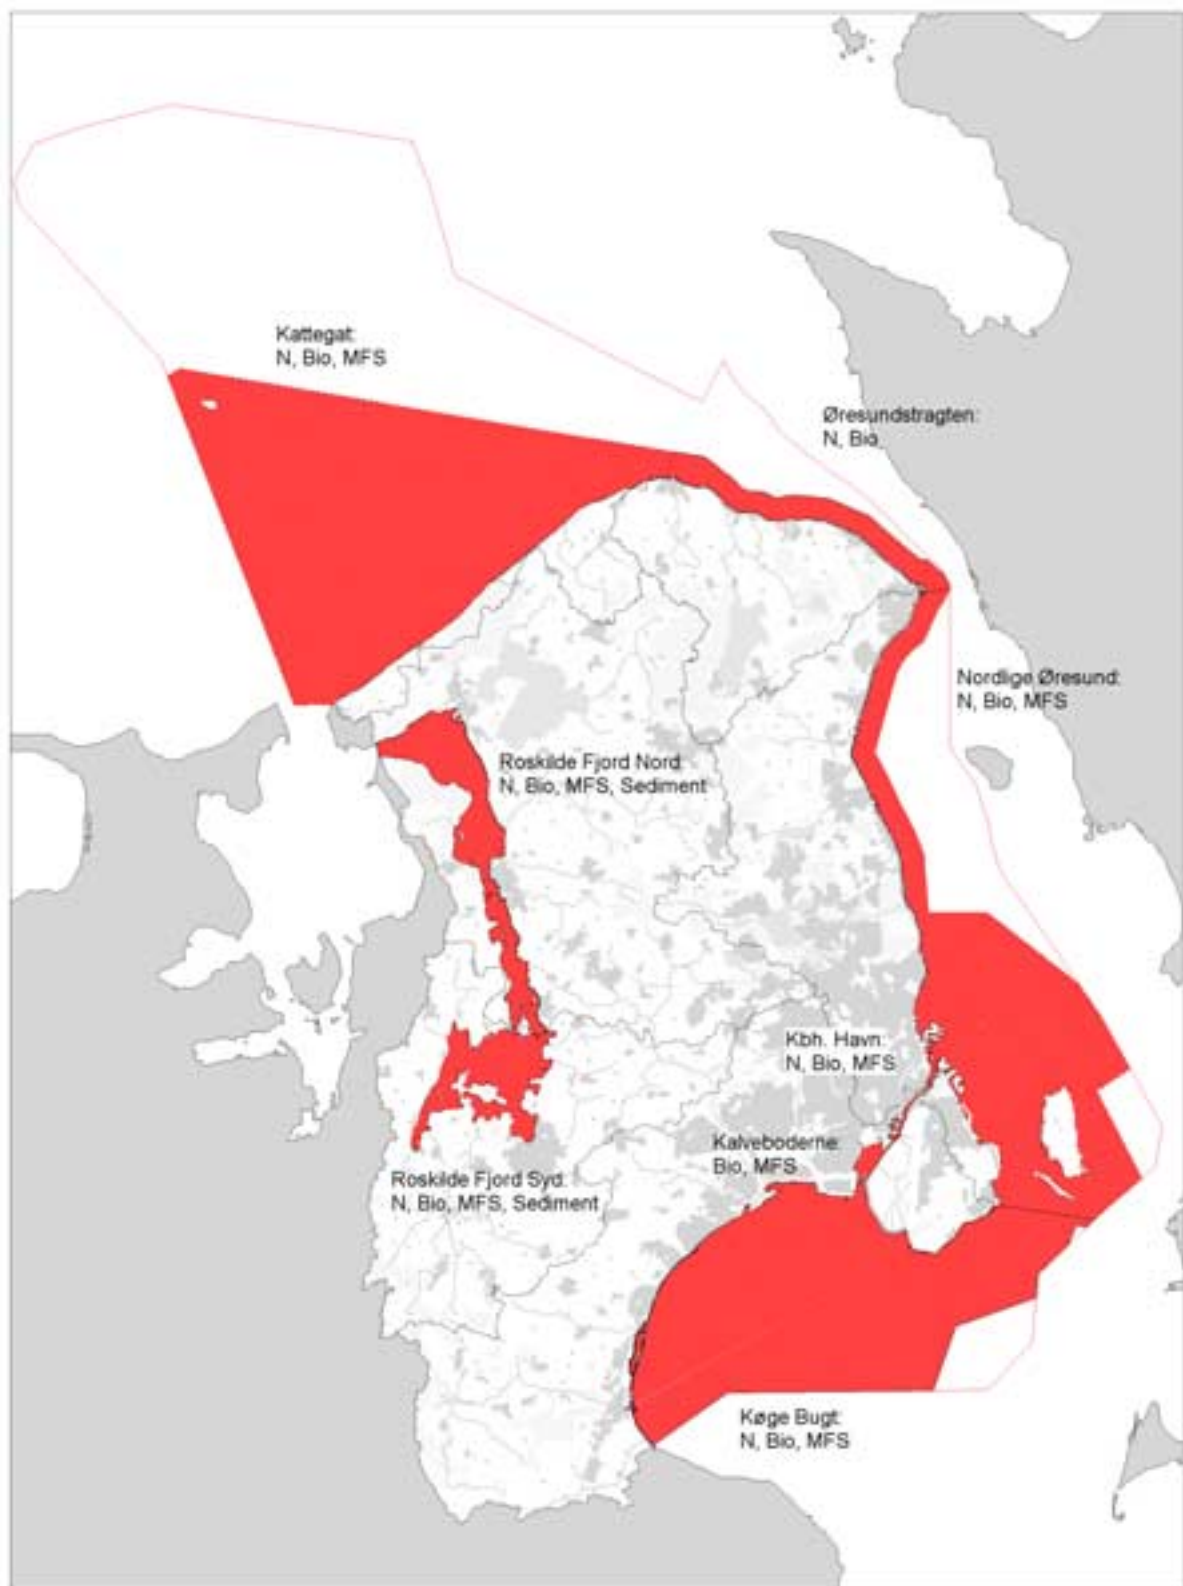 Kattegat:
N, Bio, MFS
Øresundstragten:
N, Bio
Nordlige Øresund:
N, Bio, MFS
Roskilde Fjord Nord:
N, Bio, MFS, Sediment
Kbh. Havn:
N, Bio, MFS
Kalveboderne:
Bio, MFS
Roskilde Fjord Syd:
N, Bio, MFS, Sediment
Køge Bugt:
N, Bio, MFS